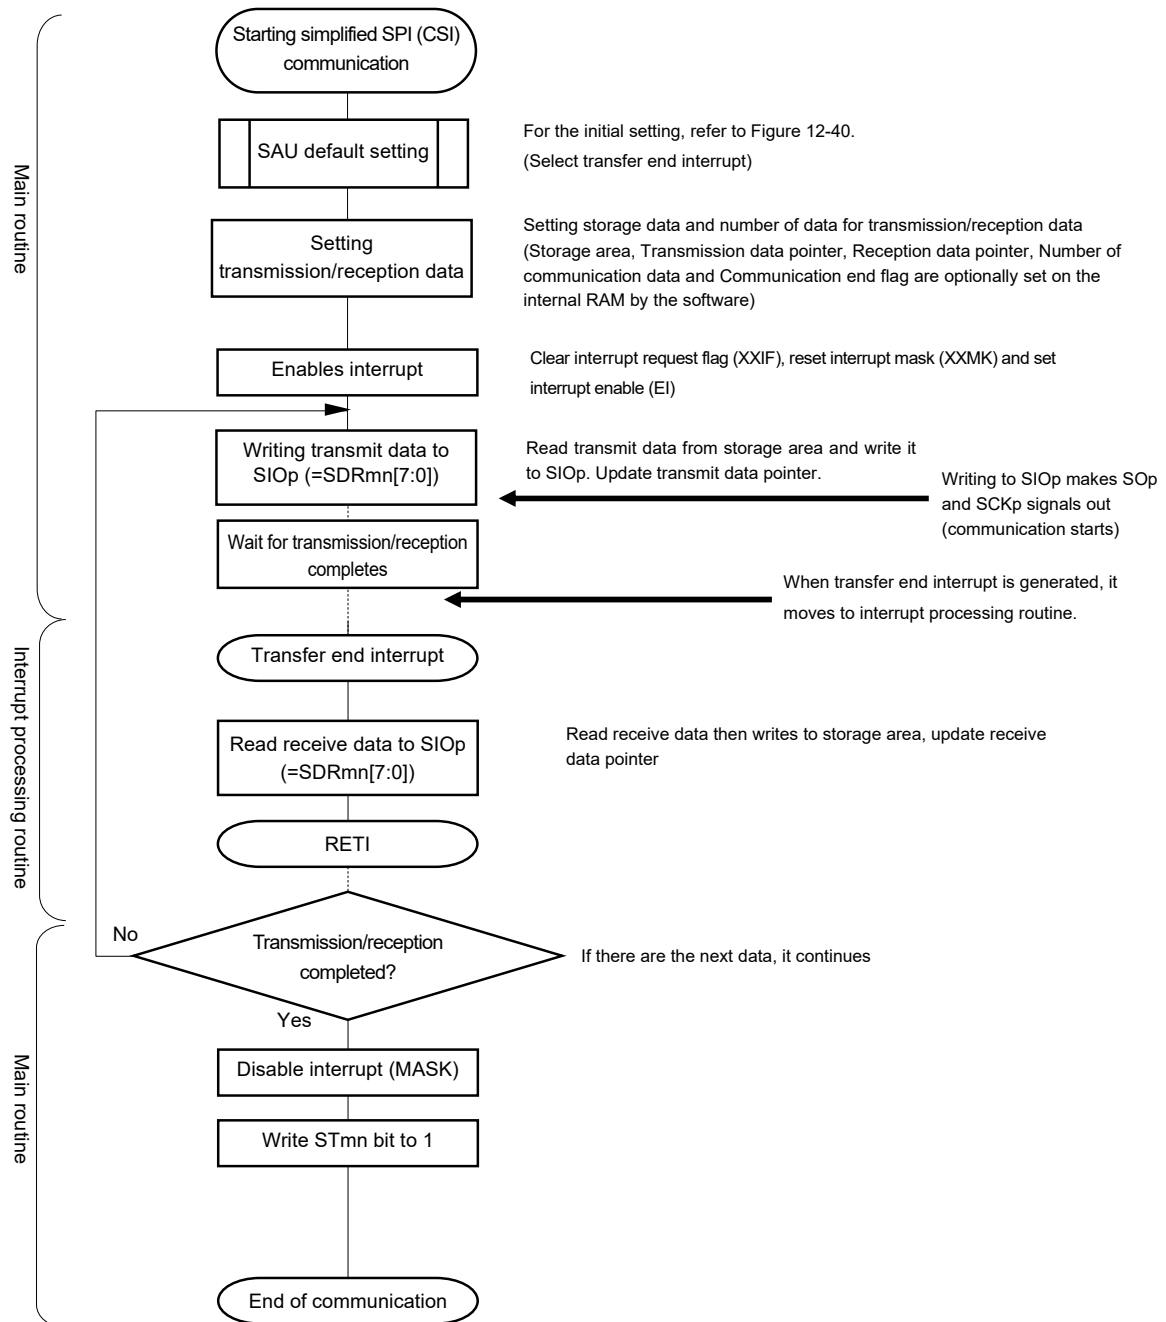 Starting simplified SPI (CSI)
communication
SAU default setting
For the initial setting, refer to Figure 12-40.
(Select transfer end interrupt)
Main routine
Setting
transmission/reception data
Setting storage data and number of data for transmission/reception data
(Storage area, Transmission data pointer, Reception data pointer, Number of
communication data and Communication end flag are optionally set on the
internal RAM by the software)
Enables interrupt
Clear interrupt request flag (XXIF), reset interrupt mask (XXMK) and set
interrupt enable (EI)
Writing transmit data to
SIOp (=SDRmn[7:0])
Read transmit data from storage area and write it
to SIOp. Update transmit data pointer.
Writing to SIOp makes SOp
and SCKp signals out
(communication starts)
Wait for transmission/reception
completes
When transfer end interrupt is generated, it
moves to interrupt processing routine.
Interrupt processing routine
Transfer end interrupt
Read receive data to SIOp
(=SDRmn[7:0])
Read receive data then writes to storage area, update receive
data pointer
RETI
No
Transmission/reception
completed?
If there are the next data, it continues
Yes
Main routine
Disable interrupt (MASK)
Write STmn bit to 1
End of communication